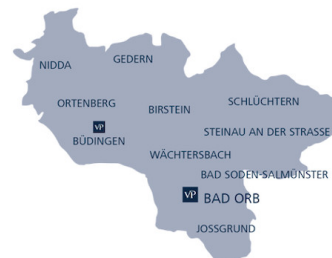 GEDERN
NIDDA
SCHLÜCHTERN
ORTENBERG
BIRSTEIN
VP
STEINAU AN DER STRASSE
BÜDINGEN
WÄCHTERSBACH
BAD SODEN-SALMÜNSTER
VP BAD ORB
JOSSGRUND